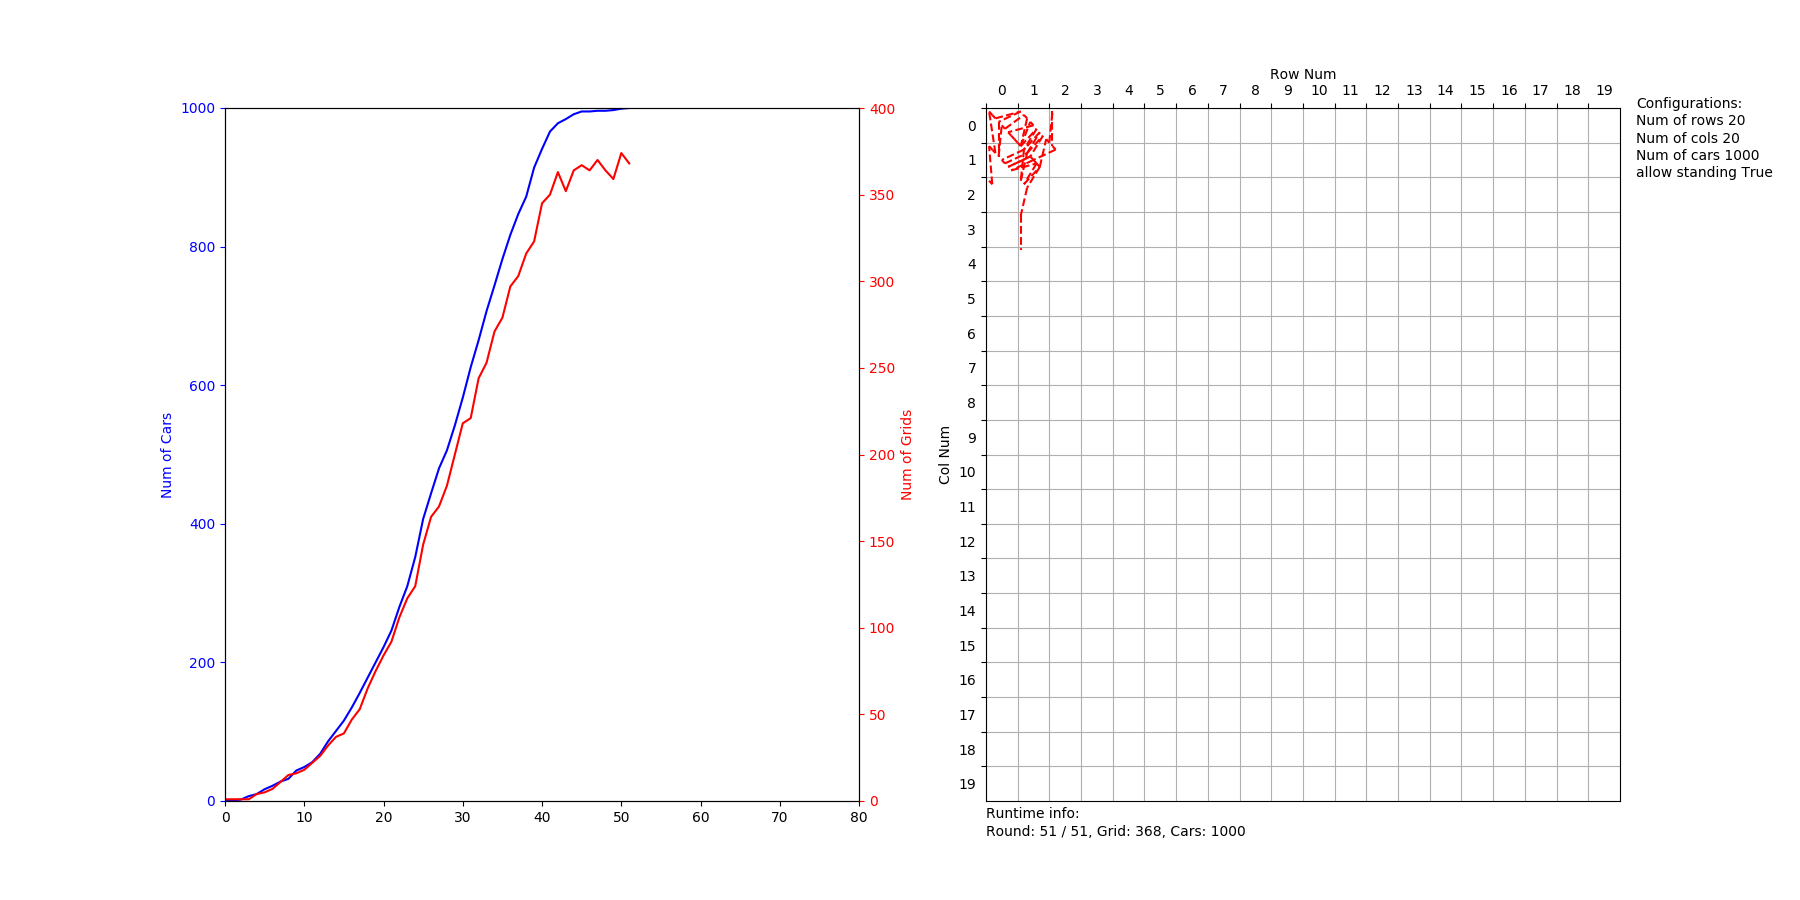 1000
800
600
400
200
0
Num of Cars
0 10 20 30 40 50 60 70 80
400
350
300
250
200
150
100
50
0
Num of Grids
Row Num
0 1 2 3 4 5 6 7 8 9 10 11 12 13 14 15 16 17 18 19
Col Num
0
1
2
3
4
5
6
7
8
9
10
11
12
13
14
15
16
17
18
19
Configurations:
Num of rows 20
Num of cols 20
Num of cars 1000
allow standing True
Runtime info:
Round: 51 / 51, Grid: 368, Cars: 1000